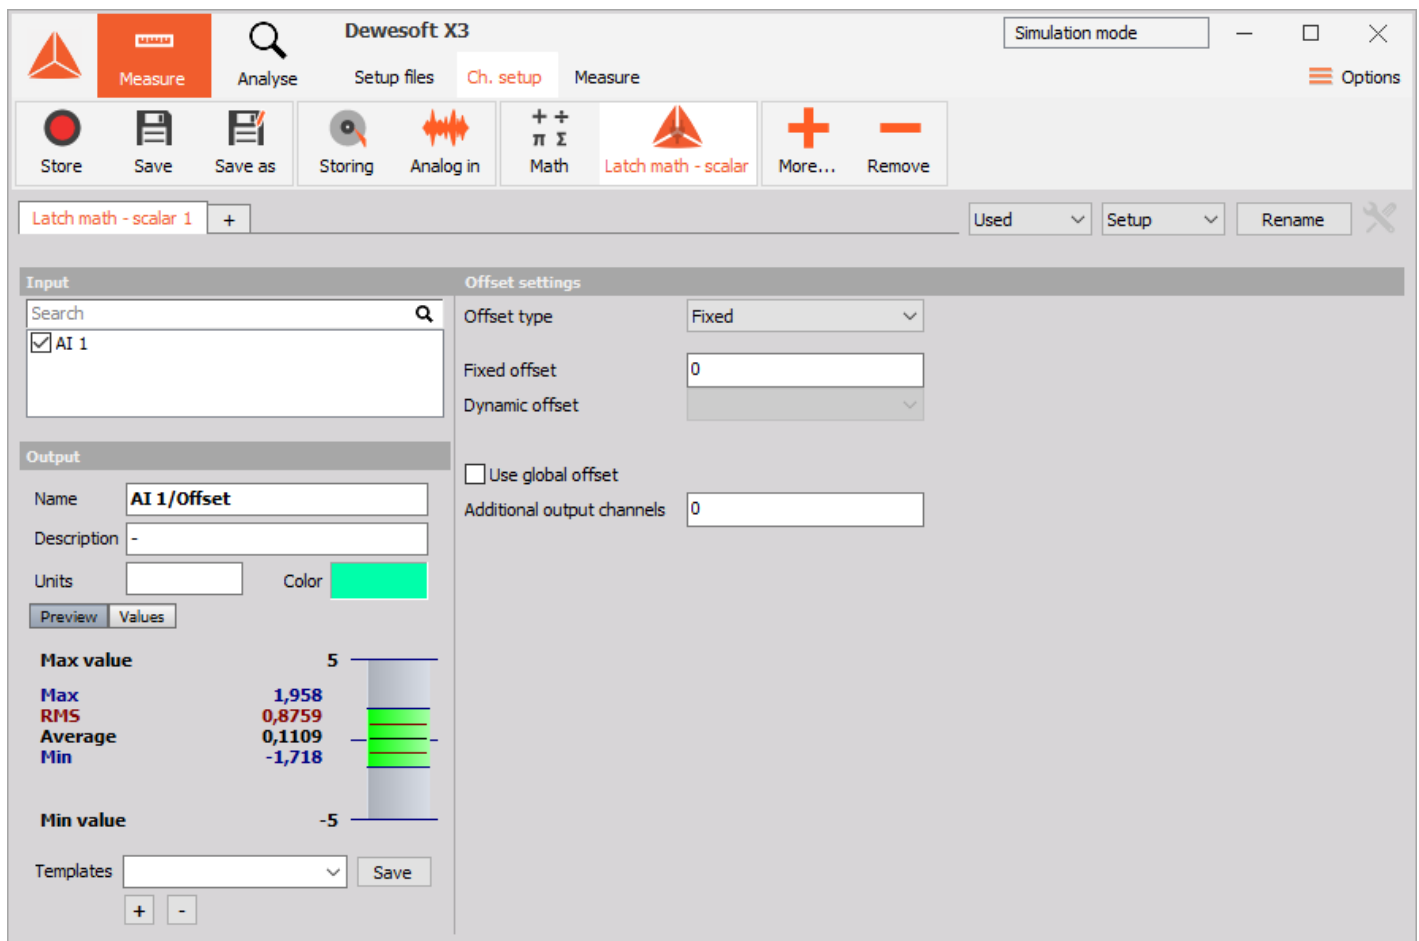 Dewesoft X3
Simulation mode
Measure
Analyse
Setup files
Ch. setup
Measure
Options
+ ÷
π Σ
Store
Save
Save as
Storing
Analog in
Math
Latch math - scalar
More...
Remove
Latch math - scalar 1
+
Used
Setup
Rename
Input
Search
AI 1
Output
Name
AI 1/Offset
Description
-
Units
Color
Preview
Values
Max value 5
Max 1,958
RMS 0,8759
Average 0,1109
Min -1,718
Min value -5
Templates
Save
+
-
Offset settings
Offset type
Fixed
Fixed offset
0
Dynamic offset
Use global offset
Additional output channels
0